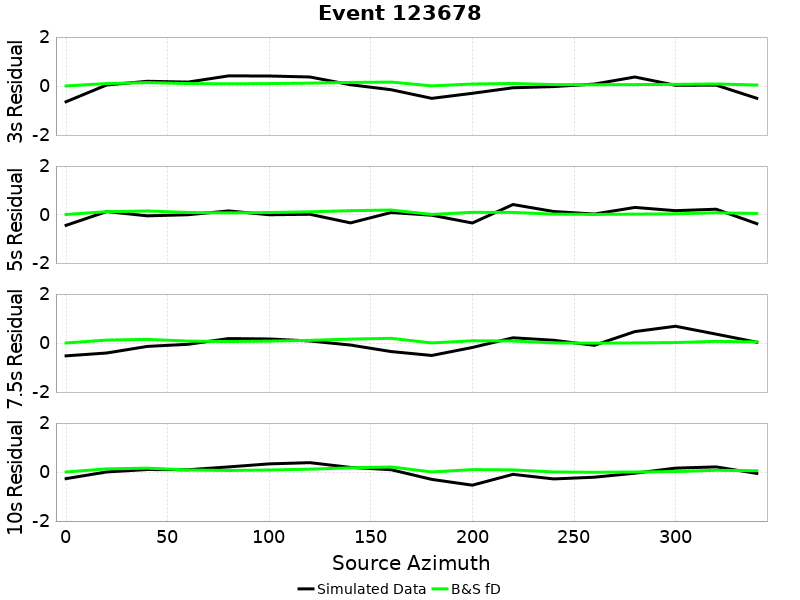 Event 123678
3s Residual
2
0
-2
5s Residual
2
0
-2
7.5s Residual
2
0
-2
10s Residual
2
0
-2
0 50 100 150 200 250 300
Source Azimuth
Simulated Data B&S fD